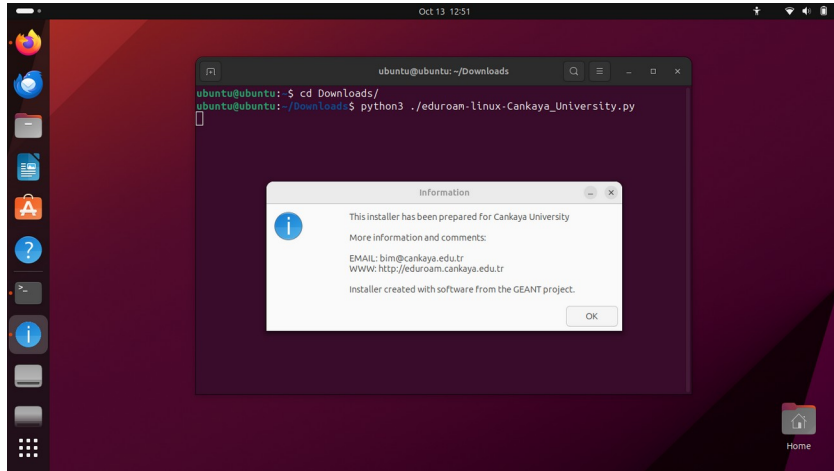 Oct 13 12:51
ubuntu@ubuntu: ~/Downloads
ubuntu@ubuntu:~$ cd Downloads/
ubuntu@ubuntu:~/Downloads$ python3 ./eduroam-linux-Cankaya_University.py
Information
This installer has been prepared for Cankaya University
More information and comments:
EMAIL: bim@cankaya.edu.tr
WWW: http://eduroam.cankaya.edu.tr
Installer created with software from the GEANT project.
OK
Home